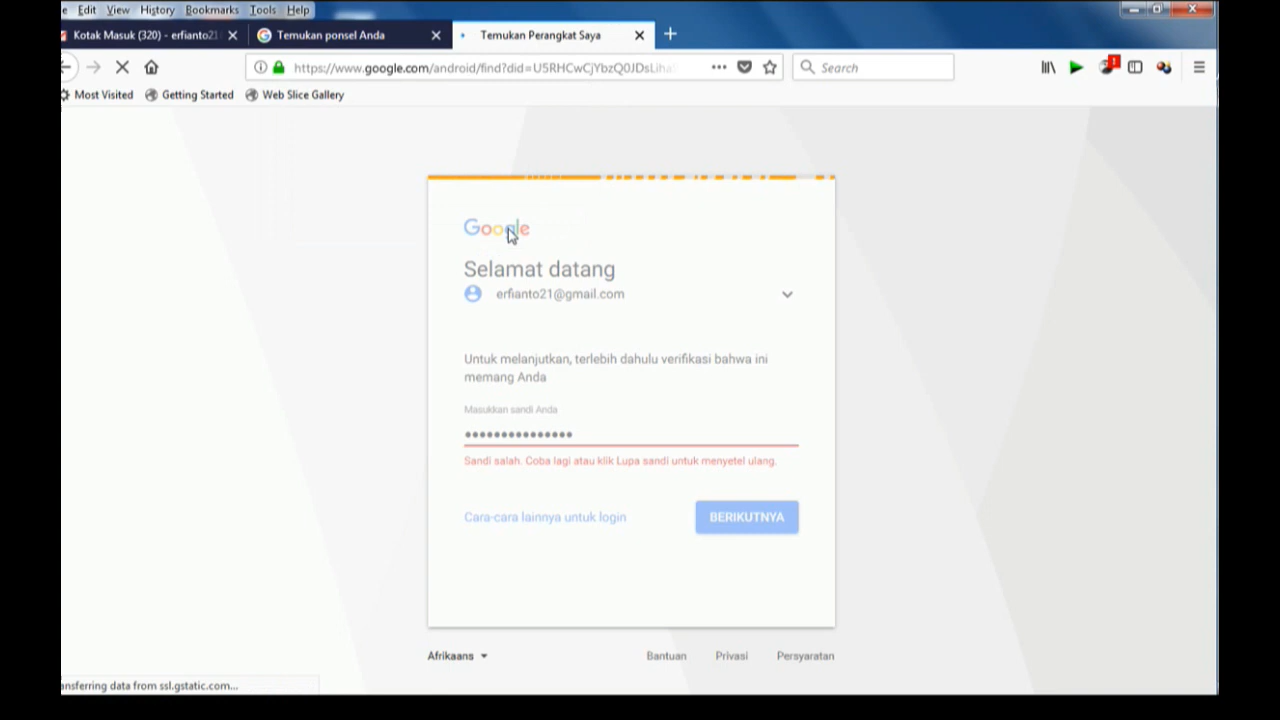 Edit View History Bookmarks Tools Help
Kotak Masuk (320) - erfianto21
Temukan ponsel Anda
Temukan Perangkat Saya
https://www.google.com/android/find?did=U5RHCwCjYbzQ0JDsLiha
Search
Most Visited Getting Started Web Slice Gallery
Google
Selamat datang
erfianto21@gmail.com
Untuk melanjutkan, terlebih dahulu verifikasi bahwa ini
memang Anda
Masukkan sandi Anda
•••••••••••••••
Sandi salah. Coba lagi atau klik Lupa sandi untuk menyetel ulang.
Cara-cara lainnya untuk login
BERIKUTNYA
Afrikaans
Bantuan Privasi Persyaratan
ansferring data from ssl.gstatic.com...